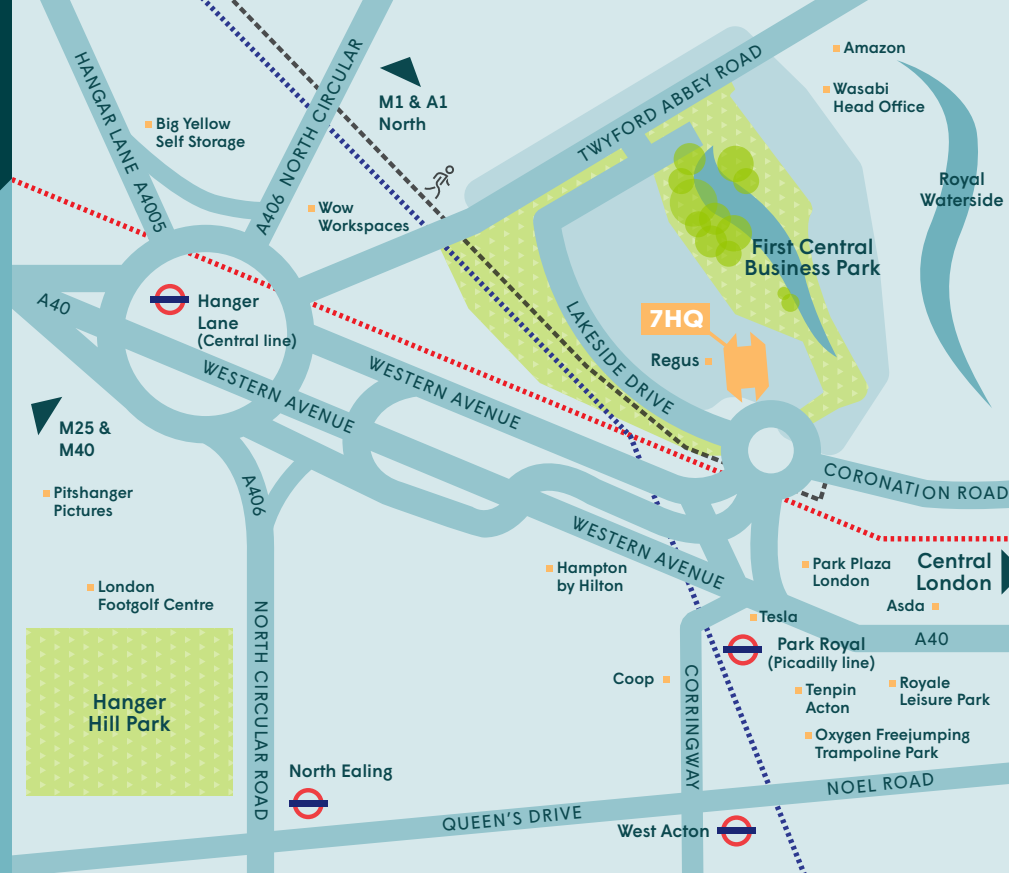 HANGAR LANE A4005
A406 NORTH CIRCULAR
M1 & A1
North
TWYFORD ABBEY ROAD
Amazon
Wasabi
Head Office
Big Yellow
Self Storage
Royal
Waterside
Wow
Workspaces
First Central
Business Park
A40
Hanger
Lane
(Central line)
7HQ
Regus
LAKESIDE DRIVE
WESTERN AVENUE
WESTERN AVENUE
M25 &
M40
CORONATION ROAD
A406
Pitshanger
Pictures
WESTERN AVENUE
Hampton
by Hilton
Park Plaza
London
Central
London
London
Footgolf Centre
Asda
Tesla
A40
Park Royal
(Picadilly line)
NORTH CIRCULAR ROAD
Coop
CORRINGWAY
Tenpin
Acton
Royale
Leisure Park
Hanger
Hill Park
Oxygen Freejumping
Trampoline Park
North Ealing
NOEL ROAD
QUEEN'S DRIVE
West Acton